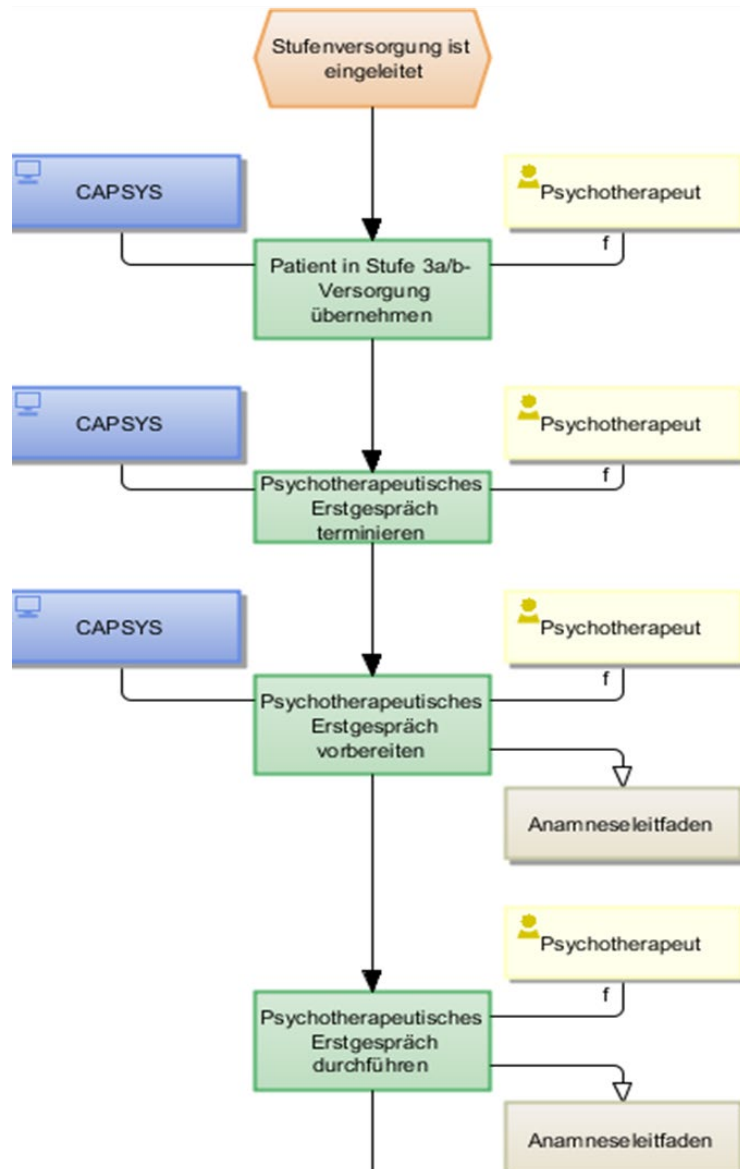 Stufenversorgung ist
eingeleitet
CAPSYS
Psychotherapeut
f
Patient in Stufe 3a/b-
Versorgung
übernehmen
CAPSYS
Psychotherapeut
f
Psychotherapeutisches
Erstgespräch
terminieren
CAPSYS
Psychotherapeut
f
Psychotherapeutisches
Erstgespräch
vorbereiten
Anamneseleitfaden
Psychotherapeut
f
Psychotherapeutisches
Erstgespräch
durchführen
Anamneseleitfaden